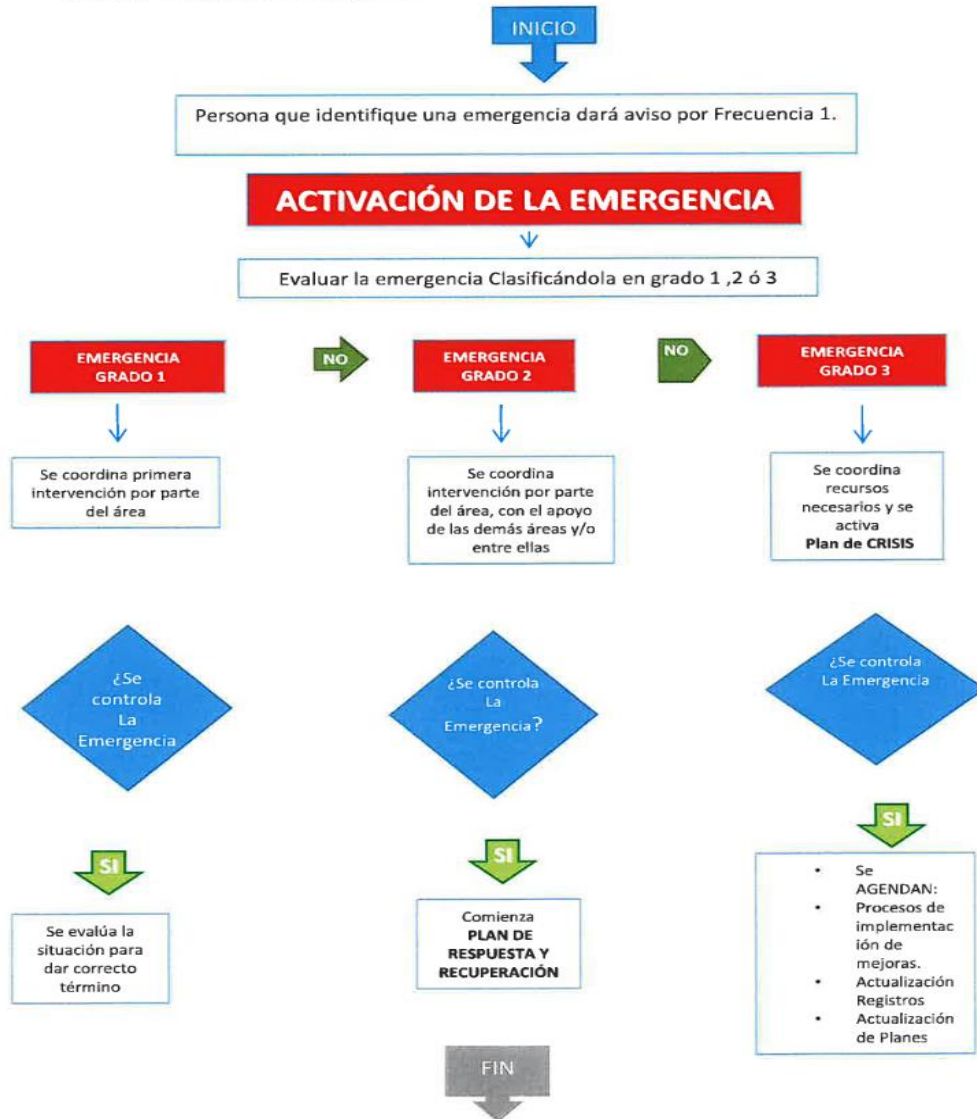 INICIO
Persona que identifique una emergencia dará aviso por Frecuencia 1.
ACTIVACIÓN DE LA EMERGENCIA
Evaluar la emergencia Clasificándola en grado 1 ,2 ó 3
EMERGENCIA
GRADO 1
NO
EMERGENCIA
GRADO 2
NO
EMERGENCIA
GRADO 3
Se coordina primera
intervención por parte
del área
Se coordina
intervención por parte
del área, con el apoyo
de las demás áreas y/o
entre ellas
Se coordina
recursos
necesarios y se
activa
Plan de CRISIS
¿Se
controla
La
Emergencia
¿Se controla
La
Emergencia?
¿Se controla
La Emergencia
SI
SI
SI
Se evalúa la
situación para
dar correcto
término
Comienza
PLAN DE
RESPUESTA Y
RECUPERACIÓN
• Se
AGENDAN:
• Procesos de
implementac
ión de
mejoras.
• Actualización
Registros
• Actualización
de Planes
FIN